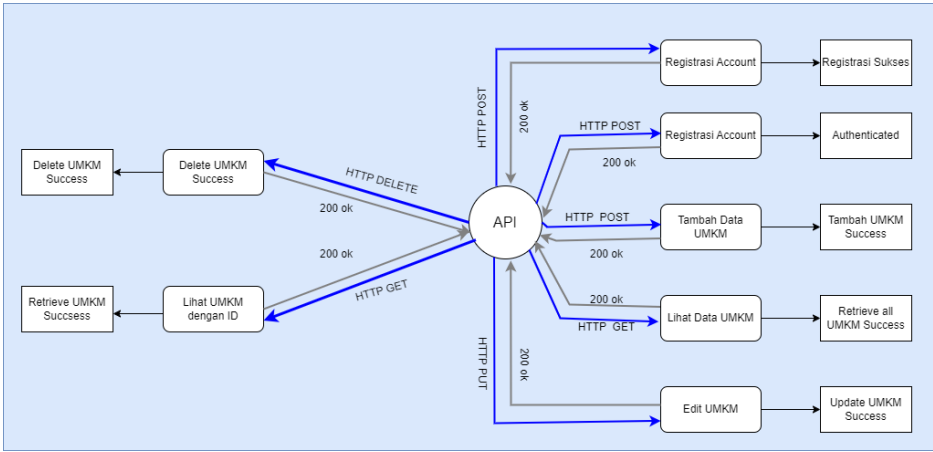 Registrasi Account
Registrasi Sukses
HTTP POST
200 ok
HTTP POST
Registrasi Account
Authenticated
200 ok
Delete UMKM
Success
Delete UMKM
Success
HTTP DELETE
200 ok
API
HTTP  POST
Tambah Data
UMKM
Tambah UMKM
Success
200 ok
200 ok
HTTP GET
Retrieve UMKM
Succsess
Lihat UMKM
dengan ID
200 ok
HTTP  GET
Lihat Data UMKM
Retrieve all
UMKM Success
HTTP PUT
200 ok
Edit UMKM
Update UMKM
Success